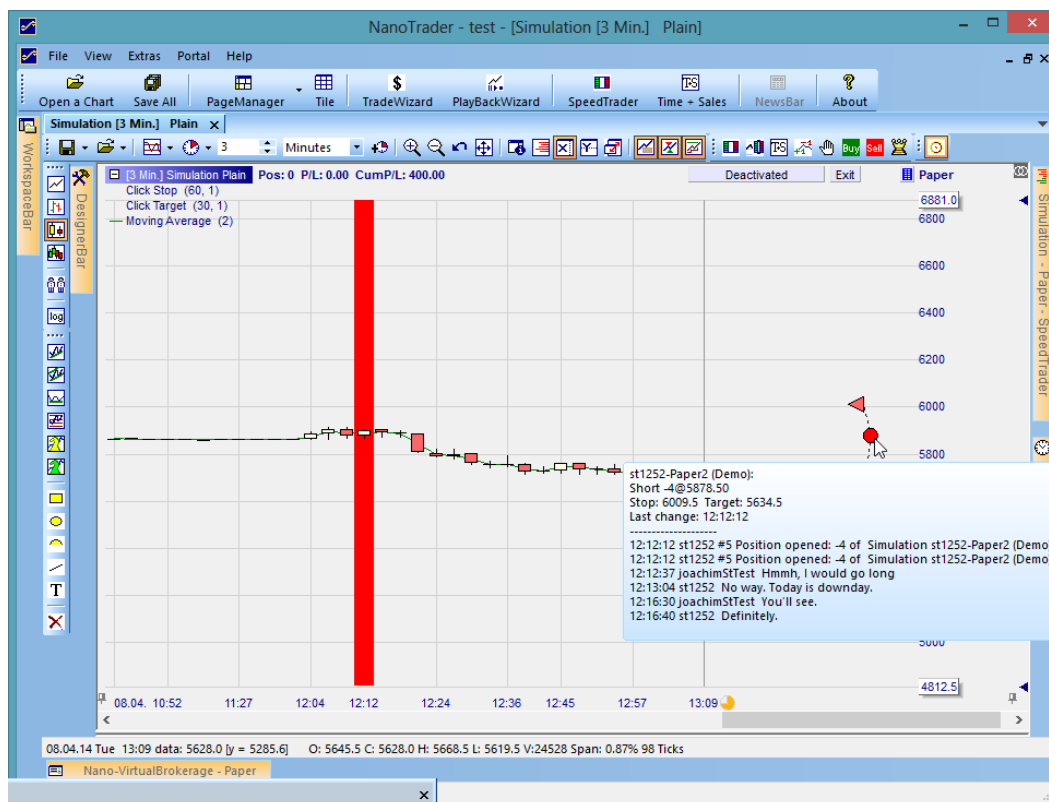 NanoTrader - test - [Simulation [3 Min.]   Plain]
File View Extras Portal Help
Open a Chart Save All PageManager Tile TradeWizard PlayBackWizard SpeedTrader Time + Sales NewsBar About
Simulation [3 Min.] Plain x
3 Minutes Buy Sell
WorkspaceBar
DesignerBar
[3 Min.] Simulation Plain Pos: 0 P/L: 0.00 CumP/L: 400.00 Deactivated Exit Paper
Click Stop (60, 1)
Click Target (30, 1)
Moving Average (2)
log
T
6881.0
6800
6600
6400
6200
6000
5800
5000
4812.5
Simulation - Paper - SpeedTrader
st1252-Paper2 (Demo):
Short -4@5878.50
Stop: 6009.5 Target: 5634.5
Last change: 12:12:12
--------------------
12:12:12 st1252 #5 Position opened: -4 of Simulation st1252-Paper2 (Demo
12:12:12 st1252 #5 Position opened: -4 of Simulation st1252-Paper2 (Demo
12:12:37 joachimStTest Hmmh, I would go long
12:13:04 st1252 No way. Today is downday.
12:16:30 joachimStTest You'll see.
12:16:40 st1252 Definitely.
08.04. 10:52 11:27 12:04 12:12 12:24 12:36 12:45 12:57 13:09
08.04.14 Tue 13:09 data: 5628.0 [y = 5285.6] O: 5645.5 C: 5628.0 H: 5668.5 L: 5619.5 V:24528 Span: 0.87% 98 Ticks
Nano-VirtualBrokerage - Paper